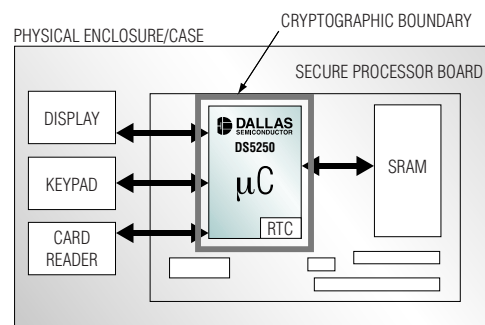 CRYPTOGRAPHIC BOUNDARY
PHYSICAL ENCLOSURE/CASE
SECURE PROCESSOR BOARD
DISPLAY
DALLAS
SEMICONDUCTOR
DS5250
μC
RTC
KEYPAD
CARD
READER
SRAM